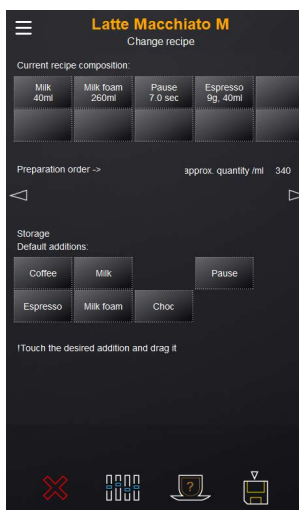 Latte Macchiato M
Change recipe
Current recipe composition:
Milk
40ml
Milk foam
260ml
Pause
7.0 sec
Espresso
9g, 40ml
Preparation order ->
approx. quantity /ml 340
Storage
Default additions:
Coffee
Milk
Pause
Espresso
Milk foam
Choc
!Touch the desired addition and drag it
?